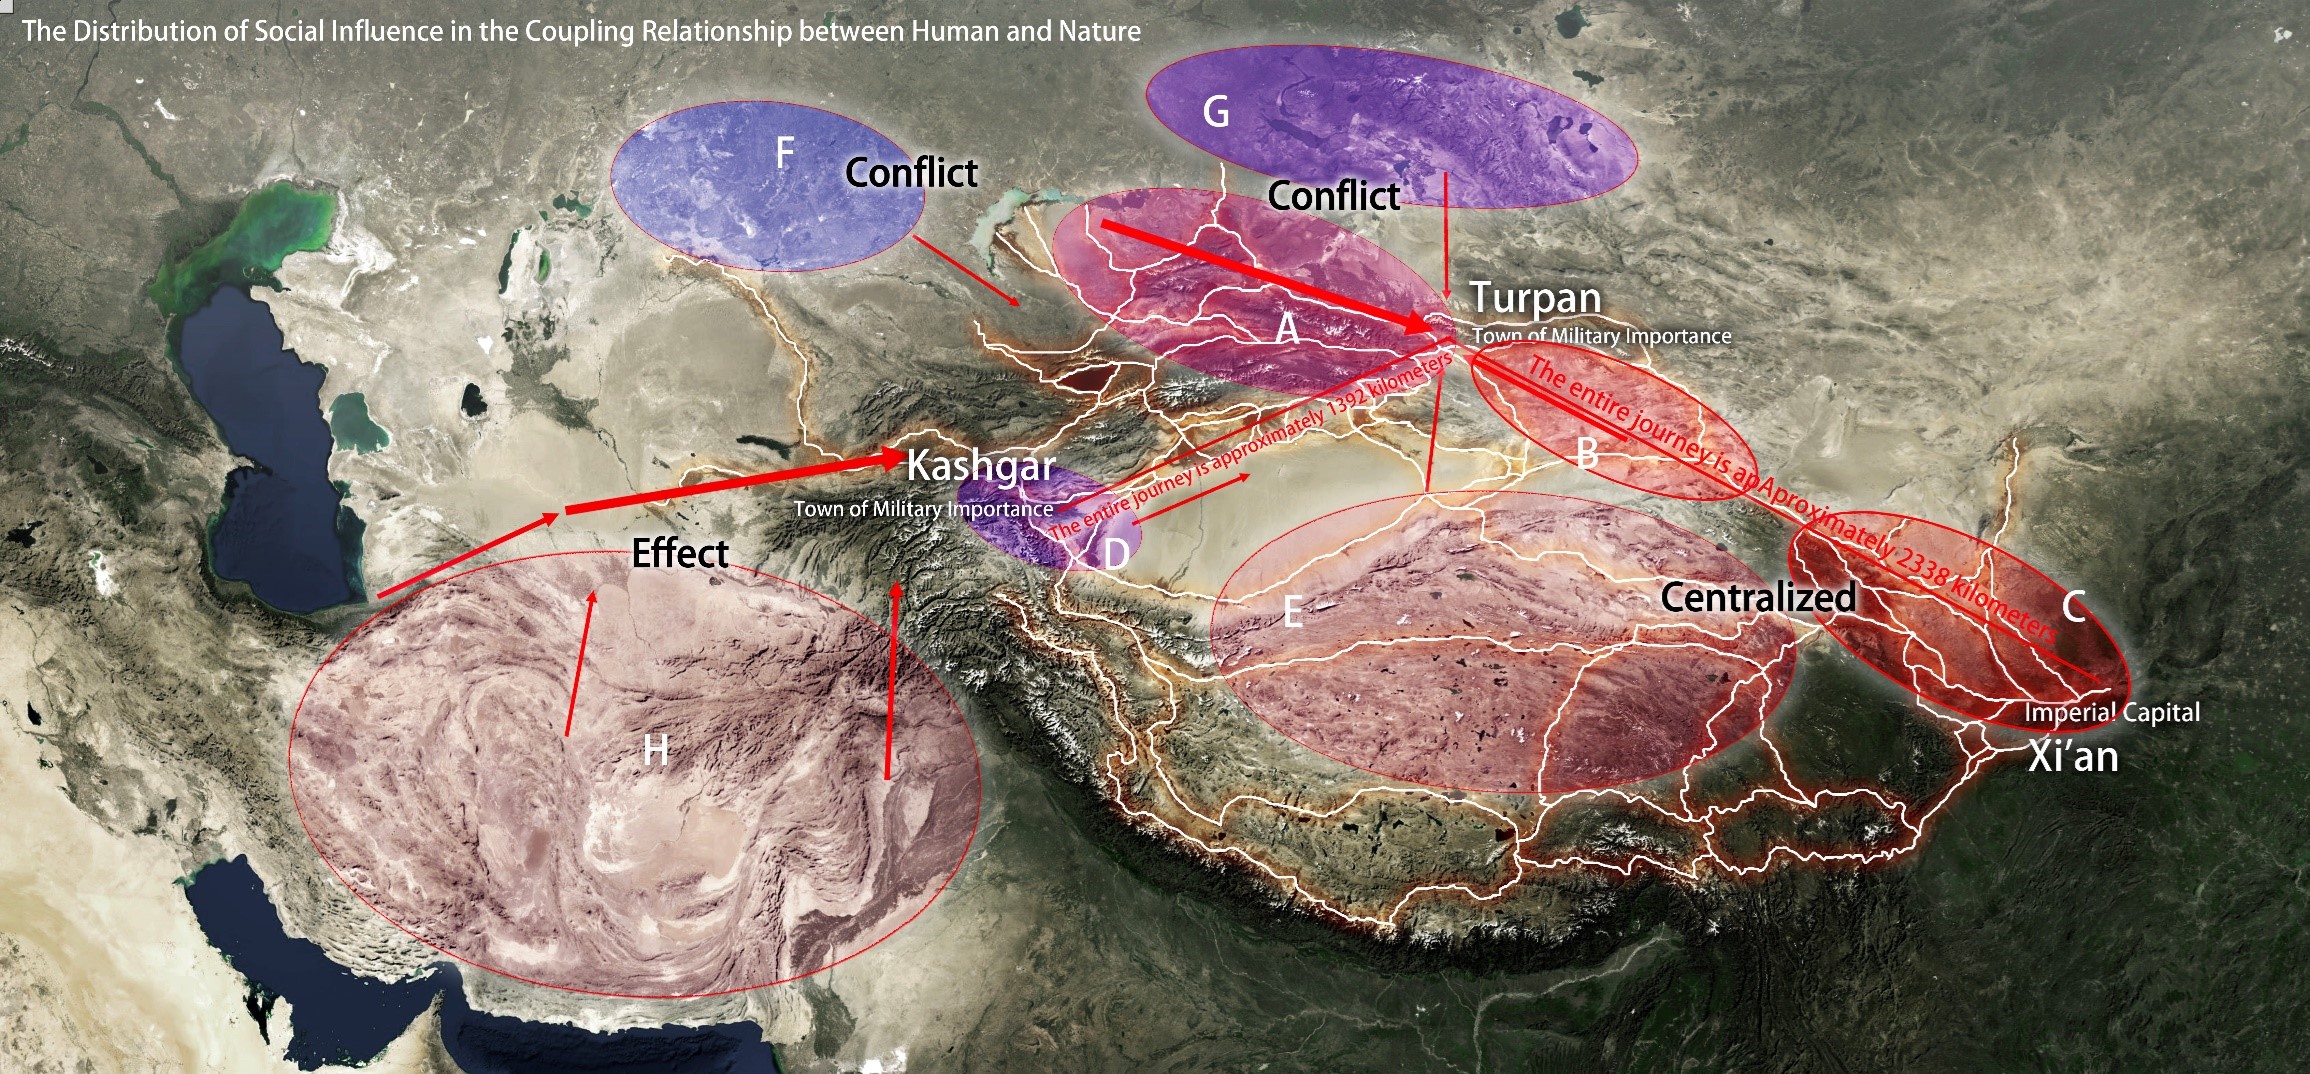 The Distribution of Social Influence in the Coupling Relationship between Human and Nature
G
F
Conflict
Conflict
Turpan
Town of Military Importance
A
The entire journey is approximately 1392 kilometers
The entire journey is apAproximately 2338 kilometers
B
Kashgar
Town of Military Importance
D
Effect
E
Centralized
C
H
Imperial Capital
Xi'an